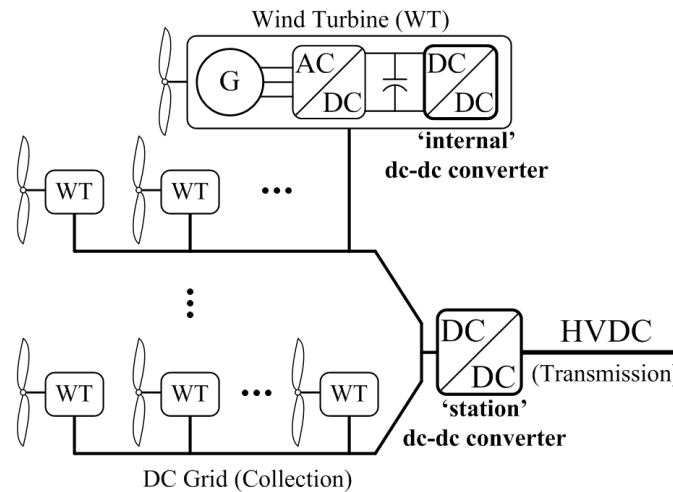 Wind Turbine (WT)
G
AC
DC
DC
DC
'internal'
dc-dc converter
WT
WT
DC
DC
HVDC
(Transmission)
'station'
dc-dc converter
WT
WT
WT
DC Grid (Collection)